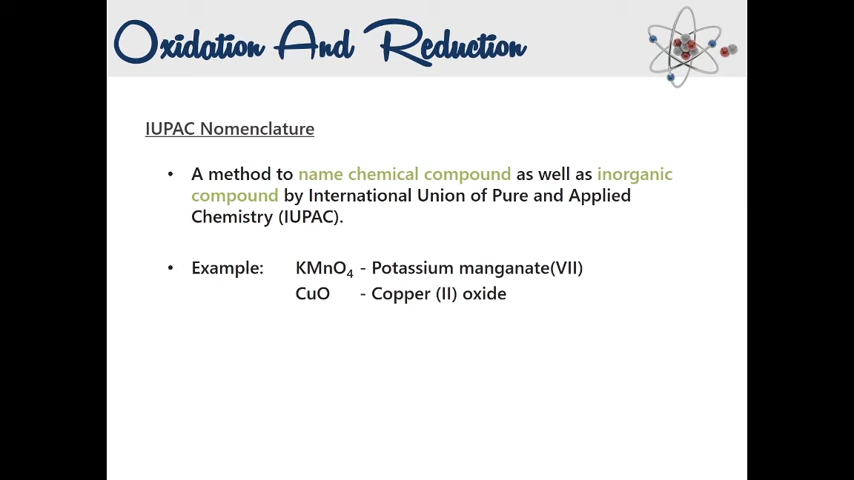 Oxidation And Reduction
IUPAC Nomenclature
• A method to name chemical compound as well as inorganic
compound by International Union of Pure and Applied
Chemistry (IUPAC).
• Example: KMnO₄ - Potassium manganate(VII)
CuO - Copper (II) oxide